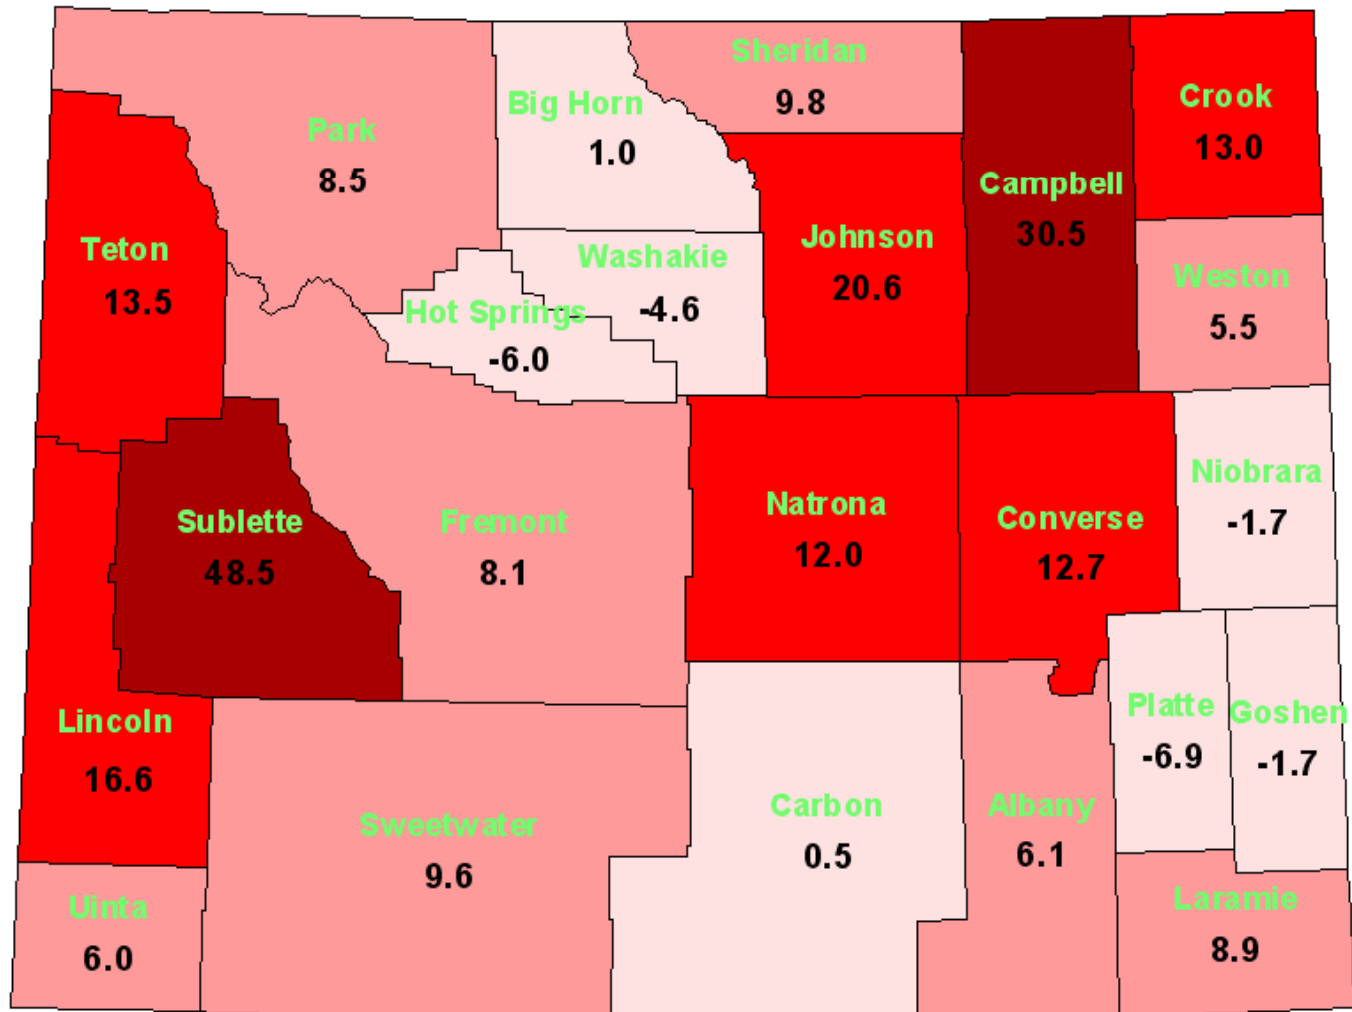 Sheridan
9.8
Big Horn
1.0
Crook
13.0
Park
8.5
Campbell
30.5
Teton
13.5
Johnson
20.6
Washakie
-4.6
Weston
5.5
Hot Springs
-6.0
Niobrara
-1.7
Natrona
12.0
Converse
12.7
Sublette
48.5
Fremont
8.1
Lincoln
16.6
Platte
-6.9
Goshen
-1.7
Carbon
0.5
Albany
6.1
Sweetwater
9.6
Uinta
6.0
Laramie
8.9